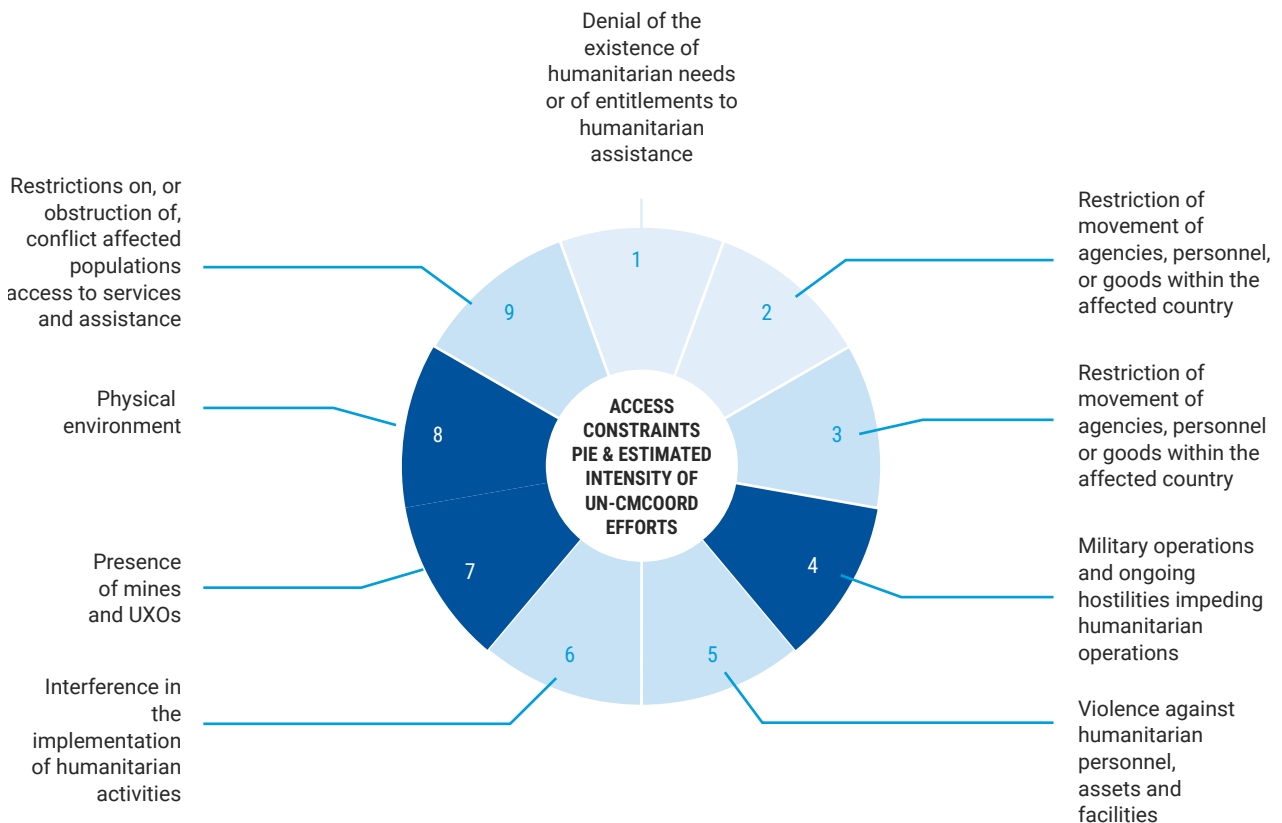 Denial of the
existence of
humanitarian needs
or of entitlements to
humanitarian
assistance
Restrictions on, or
obstruction of,
conflict affected
populations
access to services
and assistance
Restriction of
movement of
agencies, personnel,
or goods within the
affected country
1
2
9
Physical
environment
Restriction of
movement of
agencies, personnel
or goods within the
affected country
8
3
ACCESS
CONSTRAINTS
PIE & ESTIMATED
INTENSITY OF
UN-CMCOORD
EFFORTS
Presence
of mines
and UXOs
7
4
Military operations
and ongoing
hostilities impeding
humanitarian
operations
6
5
Interference in
the
implementation
of humanitarian
activities
Violence against
humanitarian
personnel,
assets and
facilities